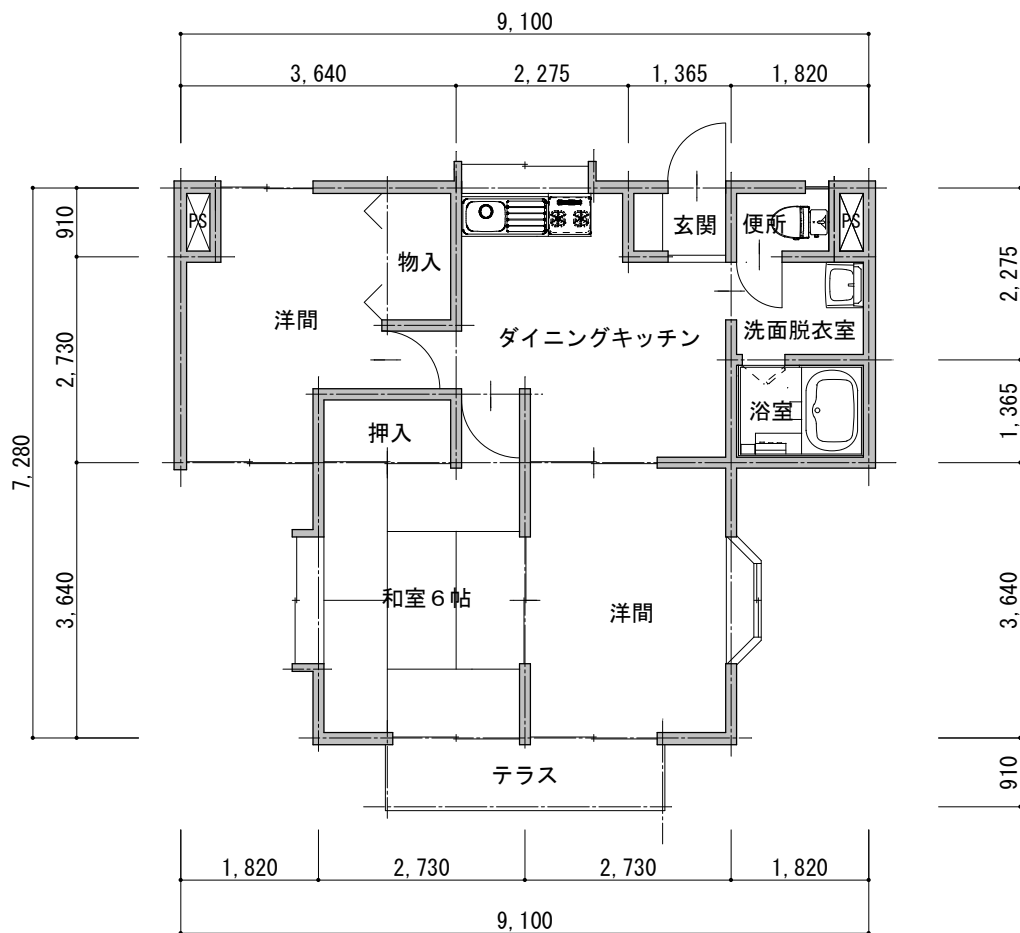 9,100
3,640
2,275
1,365
1,820
910
2,730
3,640
7,280
PS
物入
玄関
便所
PS
洋間
ダイニングキッチン
洗面脱衣室
浴室
押入
和室6帖
洋間
テラス
2,275
1,365
3,640
910
1,820
2,730
2,730
1,820
9,100